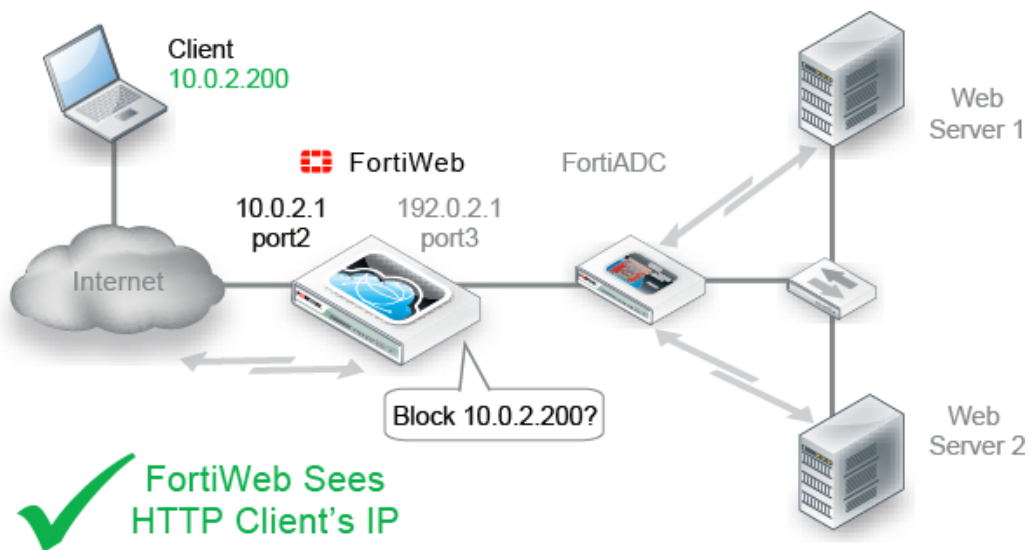 Client
10.0.2.200
FortiWeb
FortiADC
Web
Server 1
10.0.2.1
port2
192.0.2.1
port3
Internet
Block 10.0.2.200?
Web
Server 2
FortiWeb Sees
HTTP Client's IP